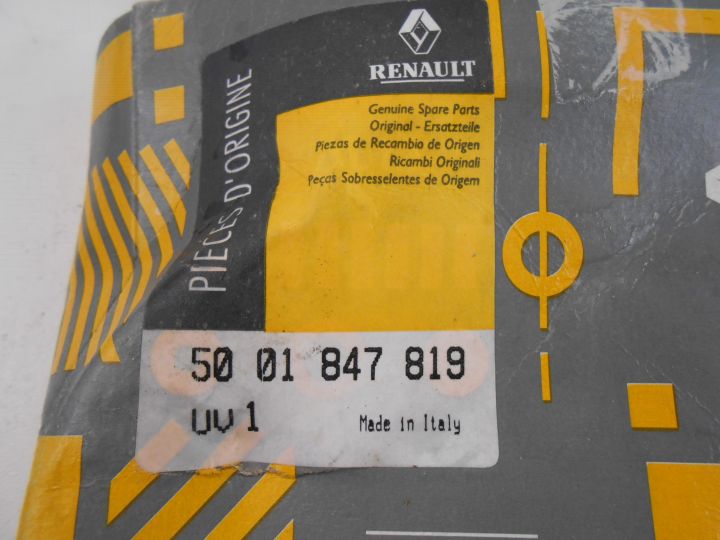 RENAULT
PIECES D'ORIGINE
Genuine Spare Parts
Original - Ersatzteile
Piezas de Recambio de Origen
Ricambi Originali
Peças Sobresselentes de Origem
50 01 847 819
UV 1
Made in Italy